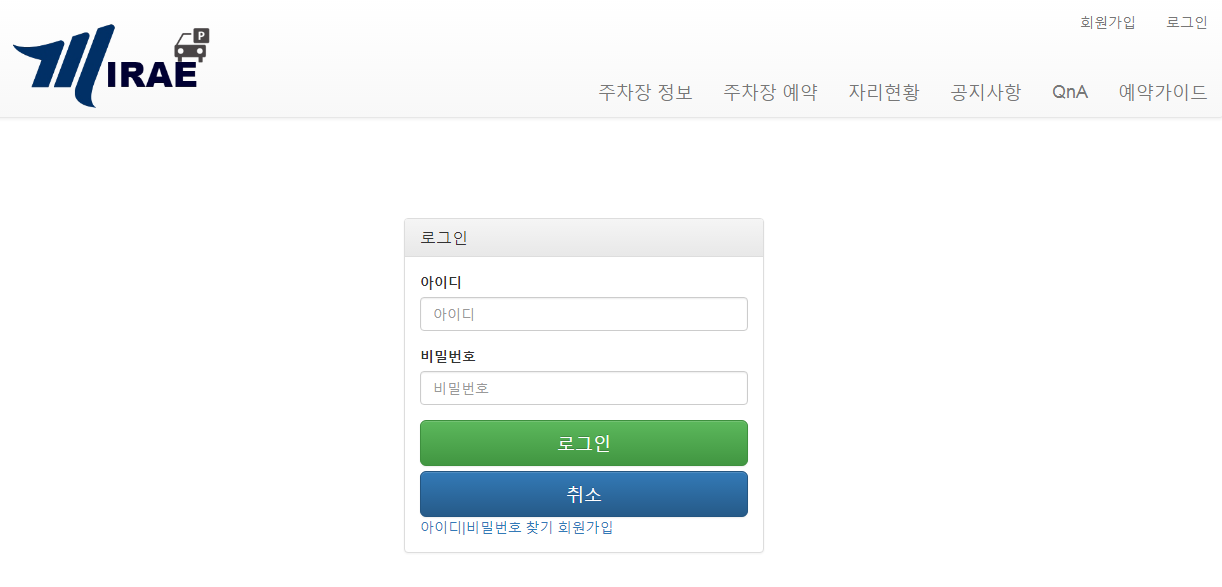 회원가입 로그인
P
MIRAE
주차장 정보 주차장 예약 자리현황 공지사항 QnA 예약가이드
로그인
아이디
아이디
비밀번호
비밀번호
로그인
취소
아이디|비밀번호 찾기 회원가입